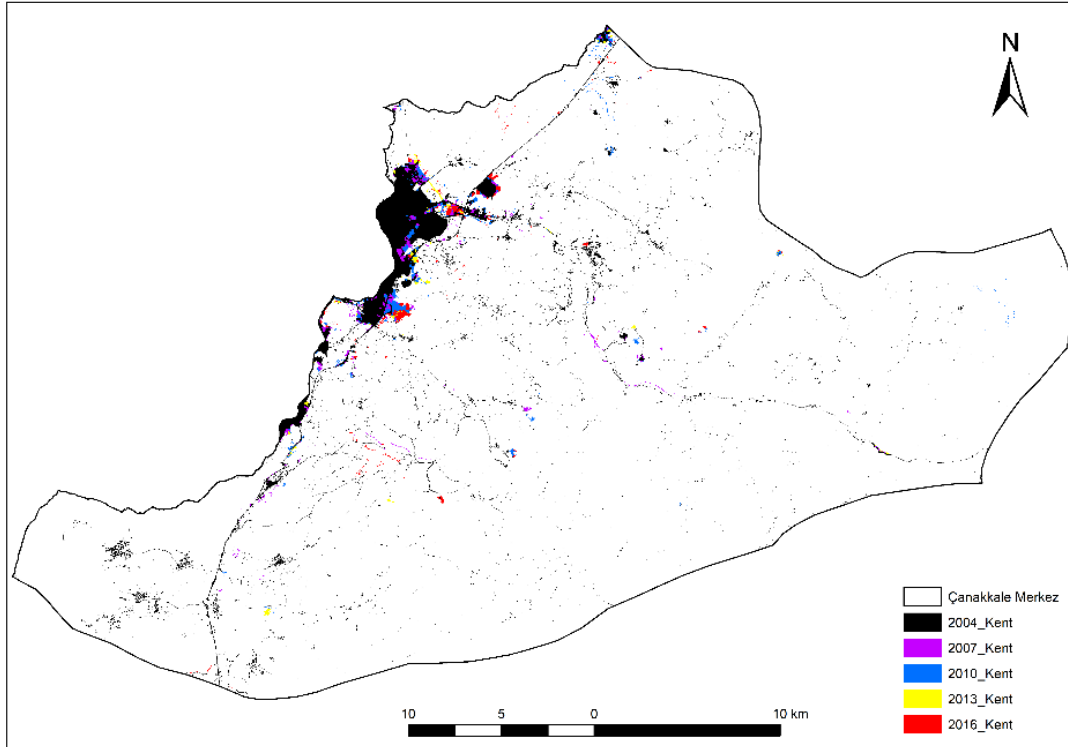 N
Çanakkale Merkez
2004_Kent
2007_Kent
2010_Kent
2013_Kent
2016_Kent
10 5 0 10 km